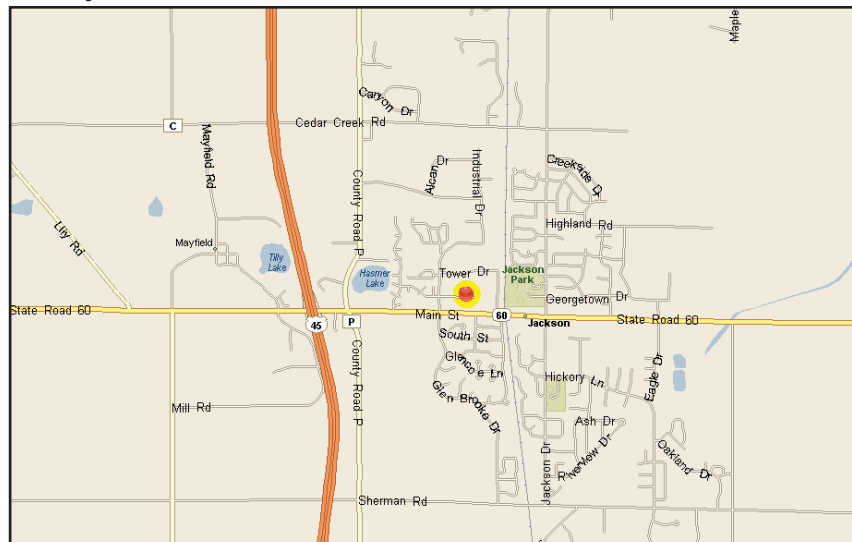 Maple
Canyon Dr
Cedar Creek Rd
C
Mayfield Rd
County Road P
Alcan Dr
Industrial Dr
Creekside D
Highland Rd
Lily Rd
Mayfield
Tilly
Lake
Hasmer
Lake
Tower Dr
Jackson
Park
Georgetown Dr
State Road 60
45
P
Main St
60
Jackson
State Road 60
South St
Glencoe Ln
County Road P
Glen Brooke Dr
Hickory Ln
Eagle Dr
Mill Rd
Ash Dr
Riverview Dr
Jackson Dr
Oakland Dr
Sherman Rd